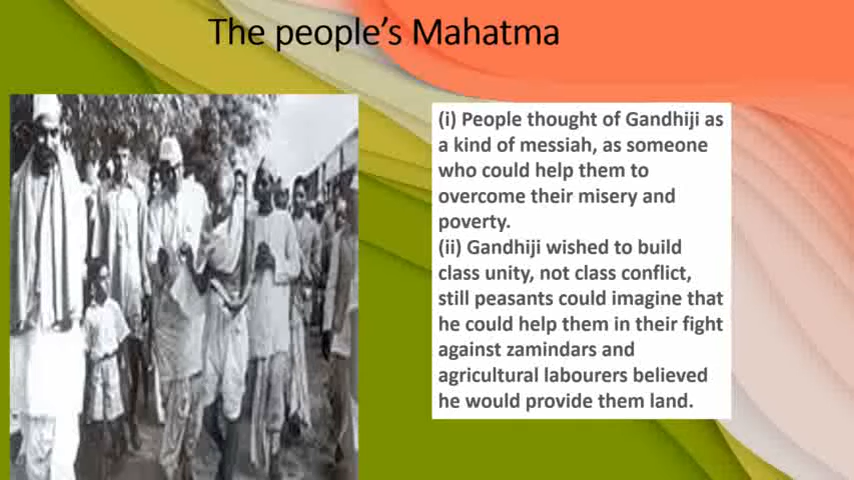 The people’s Mahatma
(i) People thought of Gandhiji as
a kind of messiah, as someone
who could help them to
overcome their misery and
poverty.
(ii) Gandhiji wished to build
class unity, not class conflict,
still peasants could imagine that
he could help them in their fight
against zamindars and
agricultural labourers believed
he would provide them land.